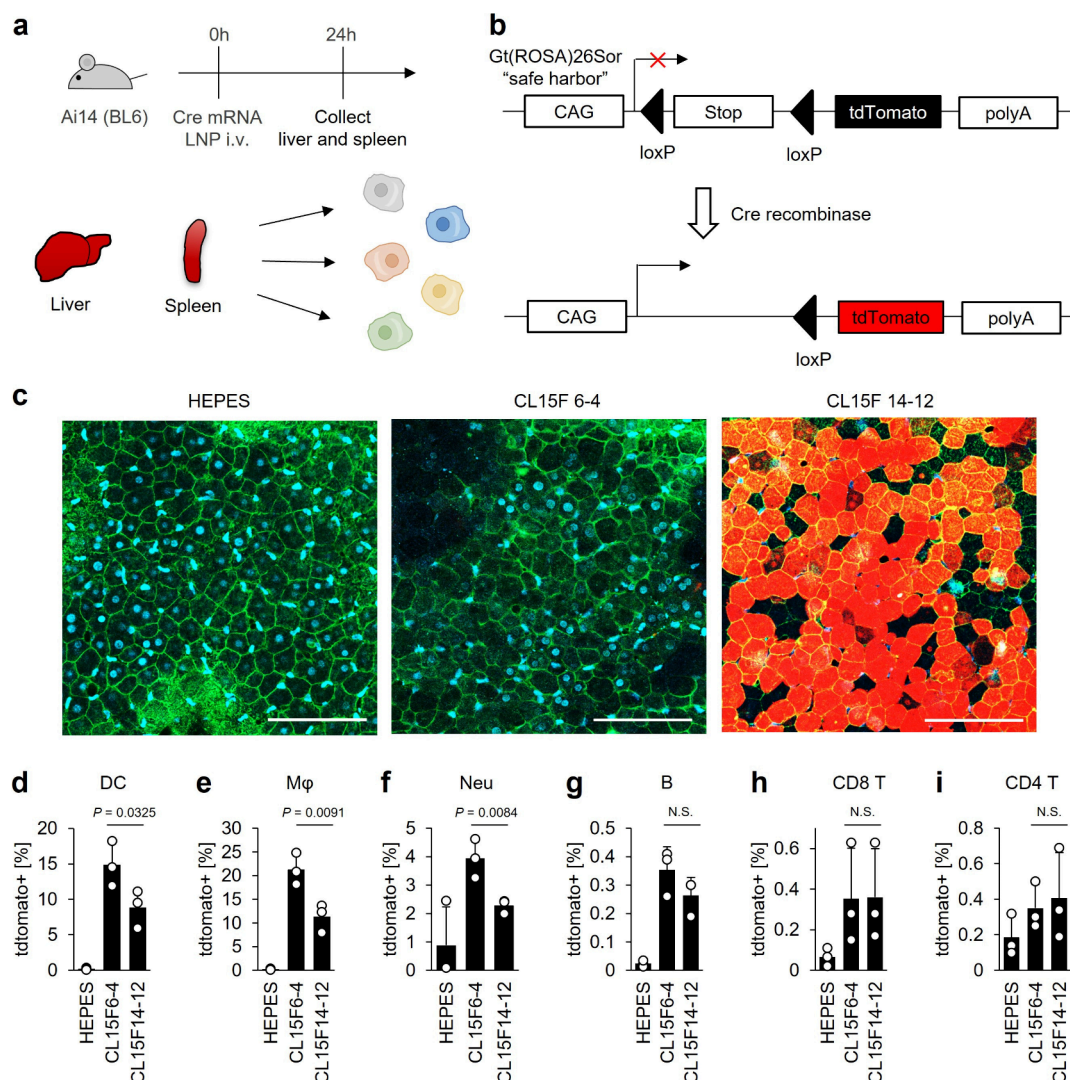 a
0h
24h
Ai14 (BL6)
Cre mRNA
LNP i.v.
Collect
liver and spleen
Liver
Spleen
b
Gt(ROSA)26Sor
“safe harbor”
CAG
Stop
tdTomato
polyA
loxP
loxP
Cre recombinase
CAG
tdTomato
polyA
loxP
c
HEPES
CL15F 6-4
CL15F 14-12
d
DC
P = 0.0325
tdtomato+ [%]
20
15
10
5
0
HEPES
CL15F6-4
CL15F14-12
e
Mφ
P = 0.0091
tdtomato+ [%]
30
25
20
15
10
5
0
HEPES
CL15F6-4
CL15F14-12
f
Neu
P = 0.0084
tdtomato+ [%]
5
4
3
2
1
0
HEPES
CL15F6-4
CL15F14-12
g
B
N.S.
tdtomato+ [%]
0.5
0.4
0.3
0.2
0.1
0
HEPES
CL15F6-4
CL15F14-12
h
CD8 T
N.S.
tdtomato+ [%]
0.6
0.4
0.2
0
HEPES
CL15F6-4
CL15F14-12
i
CD4 T
N.S.
tdtomato+ [%]
0.8
0.6
0.4
0.2
0
HEPES
CL15F6-4
CL15F14-12